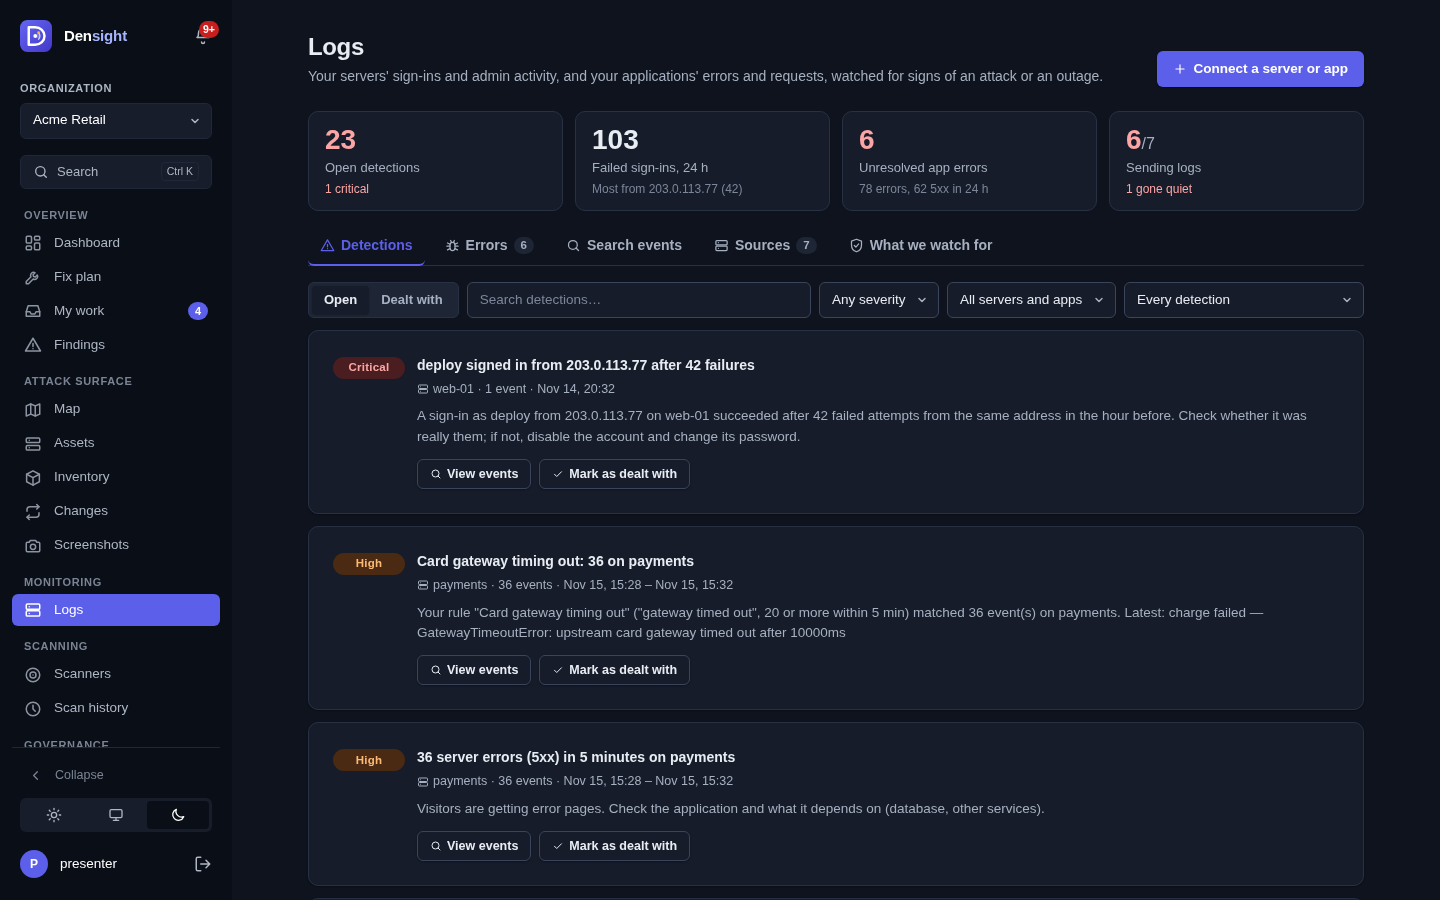 Densight
9+
ORGANIZATION
Acme Retail
Search
Ctrl K
OVERVIEW
Dashboard
Fix plan
My work
4
Findings
ATTACK SURFACE
Map
Assets
Inventory
Changes
Screenshots
MONITORING
Logs
SCANNING
Scanners
Scan history
GOVERNANCE
Collapse
P
presenter
Logs
Your servers' sign-ins and admin activity, and your applications' errors and requests, watched for signs of an attack or an outage.
Connect a server or app
23
Open detections
1 critical
103
Failed sign-ins, 24 h
Most from 203.0.113.77 (42)
6
Unresolved app errors
78 errors, 62 5xx in 24 h
6/7
Sending logs
1 gone quiet
Detections
Errors 6
Search events
Sources 7
What we watch for
Open
Dealt with
Search detections…
Any severity
All servers and apps
Every detection
Critical
deploy signed in from 203.0.113.77 after 42 failures
web-01 · 1 event · Nov 14, 20:32
A sign-in as deploy from 203.0.113.77 on web-01 succeeded after 42 failed attempts from the same address in the hour before. Check whether it was
really them; if not, disable the account and change its password.
View events
Mark as dealt with
High
Card gateway timing out: 36 on payments
payments · 36 events · Nov 15, 15:28 – Nov 15, 15:32
Your rule "Card gateway timing out" ("gateway timed out", 20 or more within 5 min) matched 36 event(s) on payments. Latest: charge failed —
GatewayTimeoutError: upstream card gateway timed out after 10000ms
View events
Mark as dealt with
High
36 server errors (5xx) in 5 minutes on payments
payments · 36 events · Nov 15, 15:28 – Nov 15, 15:32
Visitors are getting error pages. Check the application and what it depends on (database, other services).
View events
Mark as dealt with